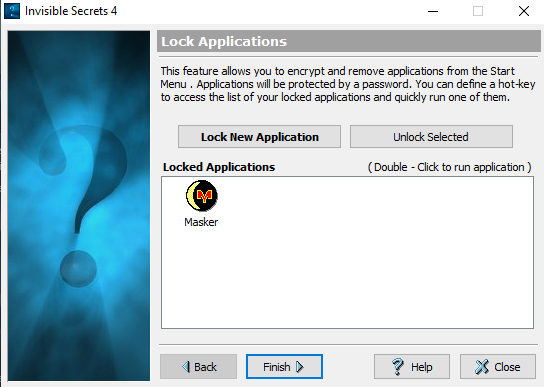 Invisible Secrets 4
Lock Applications
This feature allows you to encrypt and remove applications from the Start
Menu . Applications will be protected by a password. You can define a hot-key
to access the list of your locked applications and quickly run one of them.
Lock New Application
Unlock Selected
Locked Applications
( Double - Click to run application )
M
Masker
Back
Finish
Help
Close